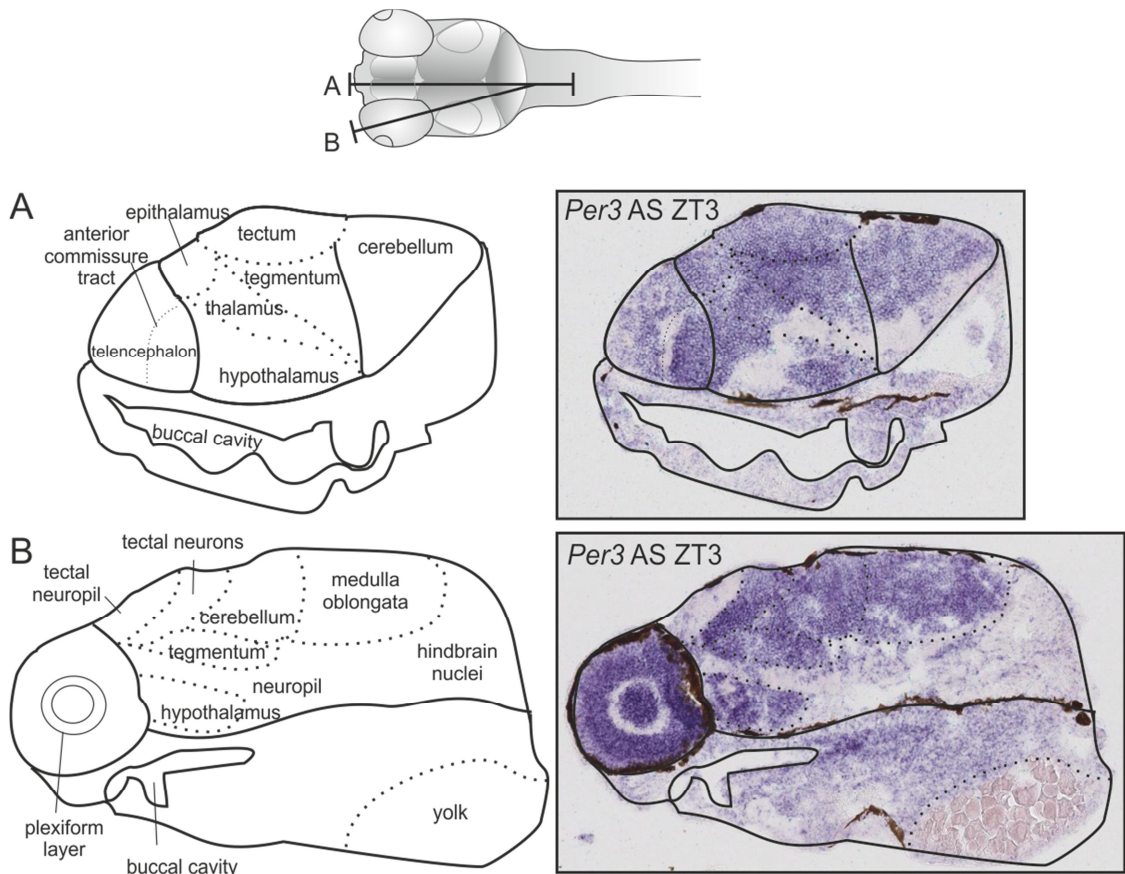 A
B
A
epithalamus
anterior
commissure
tract
tectum
cerebellum
tegmentum
thalamus
telencephalon
hypothalamus
buccal cavity
Per3 AS ZT3
B
tectal neurons
tectal
neuropil
medulla
oblongata
cerebellum
tegmentum
hindbrain
nuclei
neuropil
hypothalamus
yolk
plexiform
layer
buccal cavity
Per3 AS ZT3